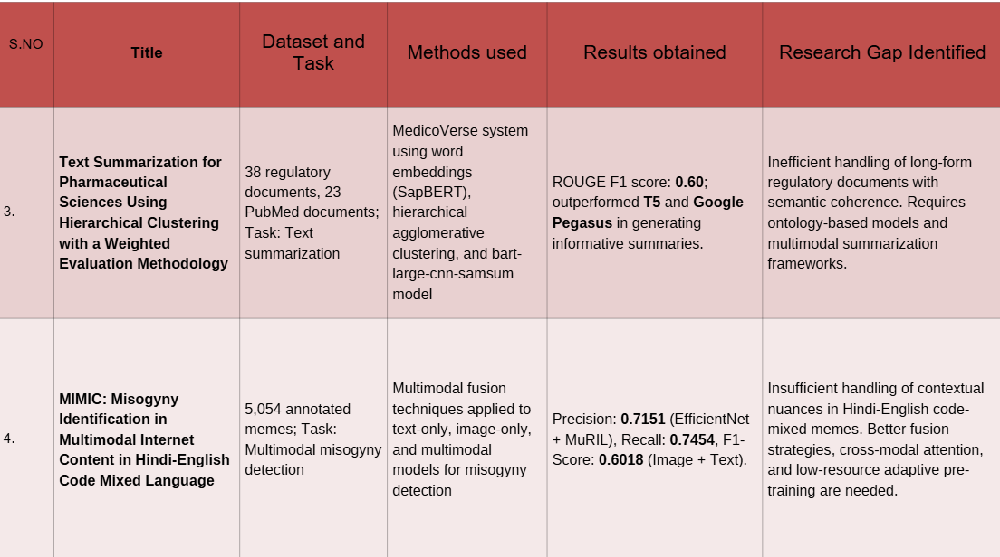 S.NO
Title
Dataset and
Task
Methods used
Results obtained
Research Gap Identified
3.
Text Summarization for
Pharmaceutical
Sciences Using
Hierarchical Clustering
with a Weighted
Evaluation Methodology
38 regulatory
documents, 23
PubMed documents;
Task: Text
summarization
MedicoVerse system
using word
embeddings
(SapBERT),
hierarchical
agglomerative
clustering, and bart-
large-cnn-samsum
model
ROUGE F1 score: 0.60;
outperformed T5 and Google
Pegasus in generating
informative summaries.
Inefficient handling of long-form
regulatory documents with
semantic coherence. Requires
ontology-based models and
multimodal summarization
frameworks.
4.
MIMIC: Misogyny
Identification in
Multimodal Internet
Content in Hindi-English
Code Mixed Language
5,054 annotated
memes; Task:
Multimodal misogyny
detection
Multimodal fusion
techniques applied to
text-only, image-only,
and multimodal
models for misogyny
detection
Precision: 0.7151 (EfficientNet
+ MuRIL), Recall: 0.7454, F1-
Score: 0.6018 (Image + Text).
Insufficient handling of contextual
nuances in Hindi-English code-
mixed memes. Better fusion
strategies, cross-modal attention,
and low-resource adaptive pre-
training are needed.